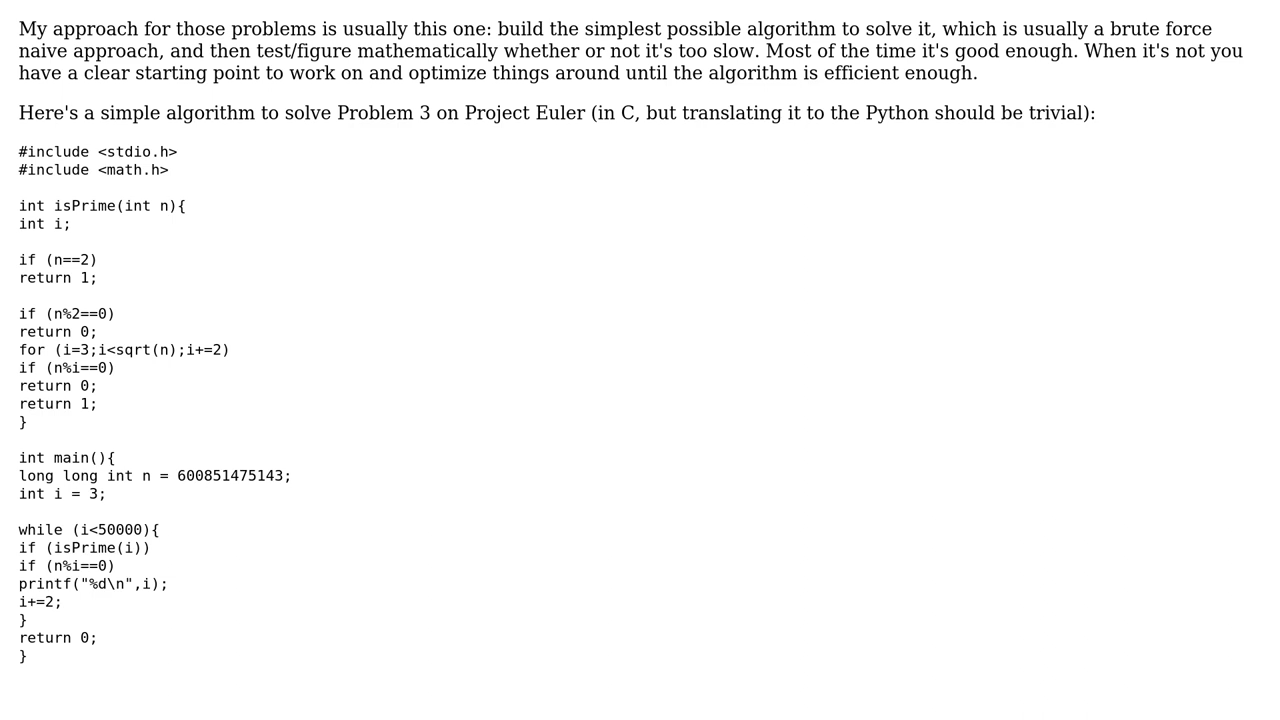 My approach for those problems is usually this one: build the simplest possible algorithm to solve it, which is usually a brute force
naive approach, and then test/figure mathematically whether or not it's too slow. Most of the time it's good enough. When it's not you
have a clear starting point to work on and optimize things around until the algorithm is efficient enough.
Here's a simple algorithm to solve Problem 3 on Project Euler (in C, but translating it to the Python should be trivial):
#include <stdio.h>
#include <math.h>
int isPrime(int n){
int i;
if (n==2)
return 1;
if (n%2==0)
return 0;
for (i=3;i<sqrt(n);i+=2)
if (n%i==0)
return 0;
return 1;
}
int main(){
long long int n = 600851475143;
int i = 3;
while (i<50000){
if (isPrime(i))
if (n%i==0)
printf("%d\n",i);
i+=2;
}
return 0;
}